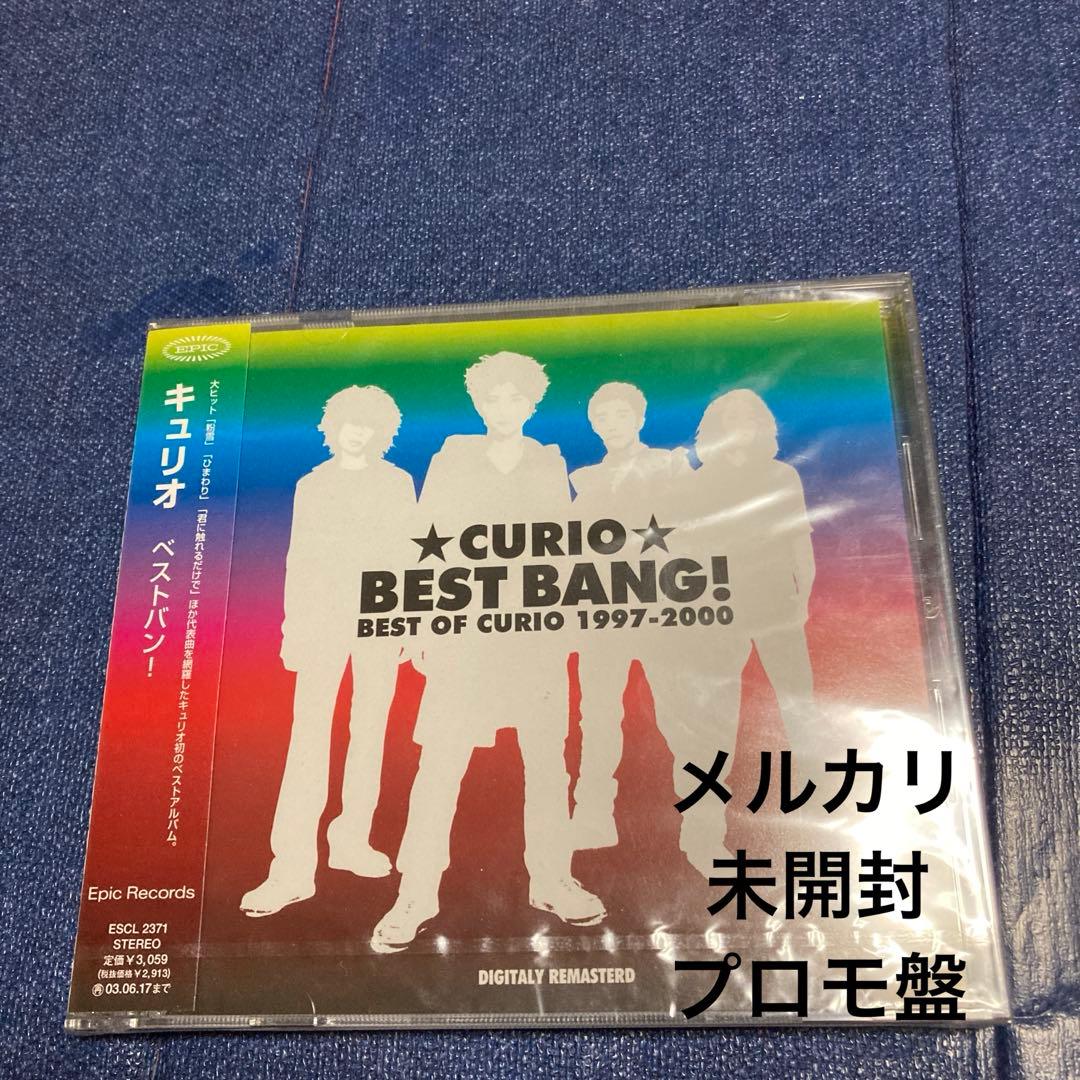 EPIC
キュリオ
ベストバン!
大ヒット「粉雪」「ひまわり」「君に触れるだけで」ほか代表曲を網羅したキュリオ初のベストアルバム。
Epic Records
ESCL 2371
STEREO
定価¥3,059
(税抜価格¥2,913)
再03.06.17まで
★CURIO★
BEST BANG!
BEST OF CURIO 1997-2000
DIGITALY REMASTERD
メルカリ
未開封
プロモ盤